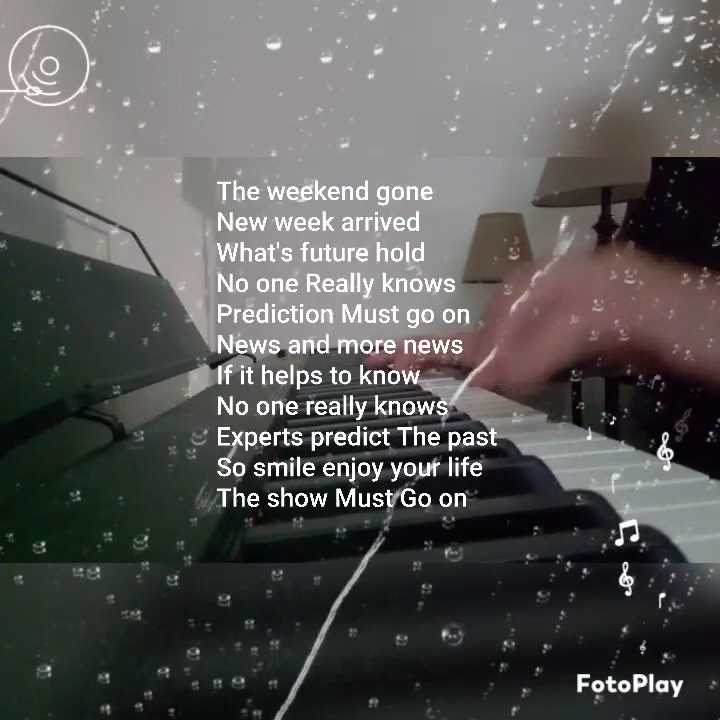 The weekend gone
New week arrived
What's future hold
No one Really knows
Prediction Must go on
News and more news
If it helps to know
No one really knows
Experts predict The past
So smile enjoy your life
The show Must Go on
FotoPlay